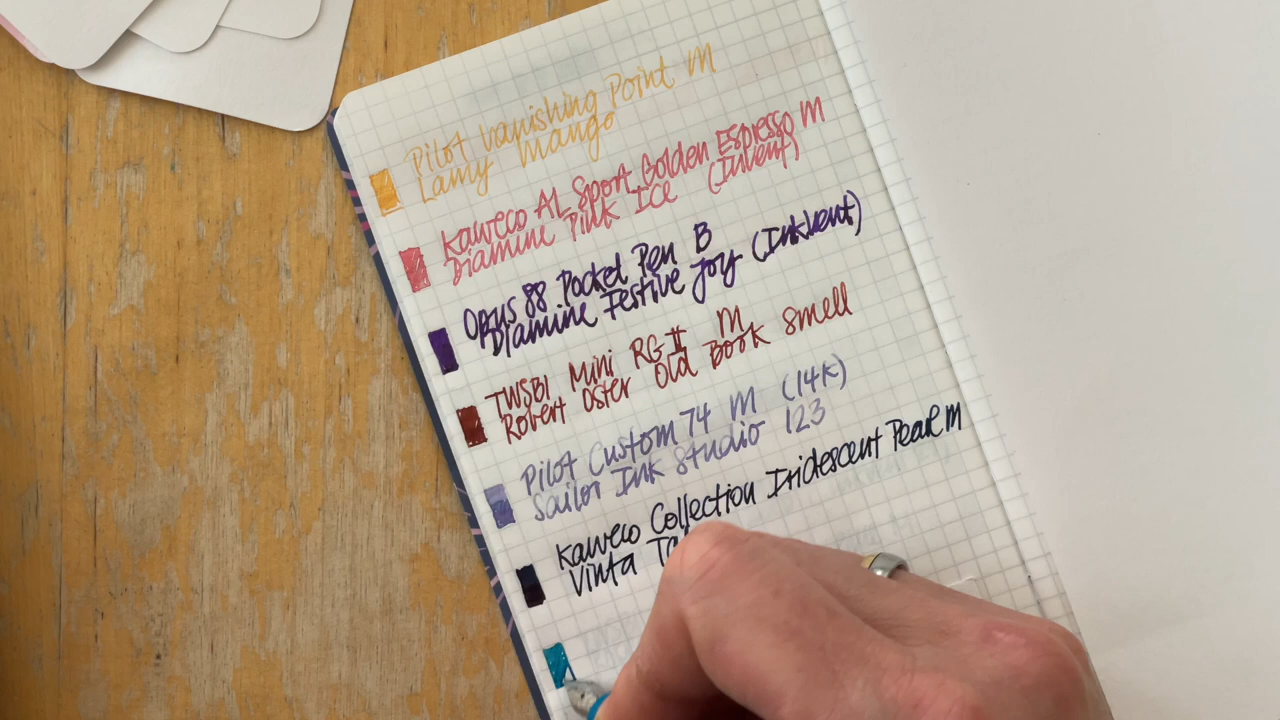 Pilot Vanishing Point M
Lamy Mango
Kaweco AL Sport Golden Espresso M
Diamine Pink Ice (Inkvent)
Opus 88 Pocket Pen B
Diamine Festive Joy (Inkvent)
TWSBI Mini RG II M
Robert Oster Old Book Smell
Pilot Custom 74 M (14K)
Sailor Ink Studio 123
Kaweco Collection Iridescent Pearl M
Vinta